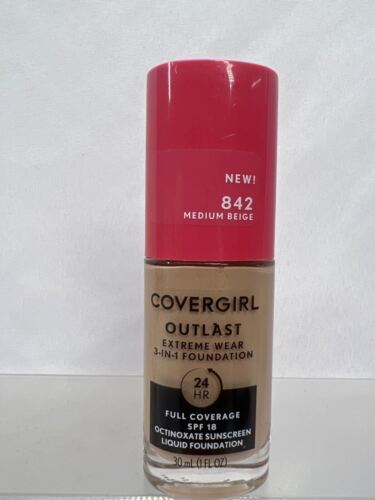 NEW!
842
MEDIUM BEIGE
COVERGIRL
OUTLAST
EXTREME WEAR
3-IN-1 FOUNDATION
24
HR
FULL COVERAGE
SPF 18
OCTINOXATE SUNSCREEN
LIQUID FOUNDATION
30 mL (1 FL OZ)